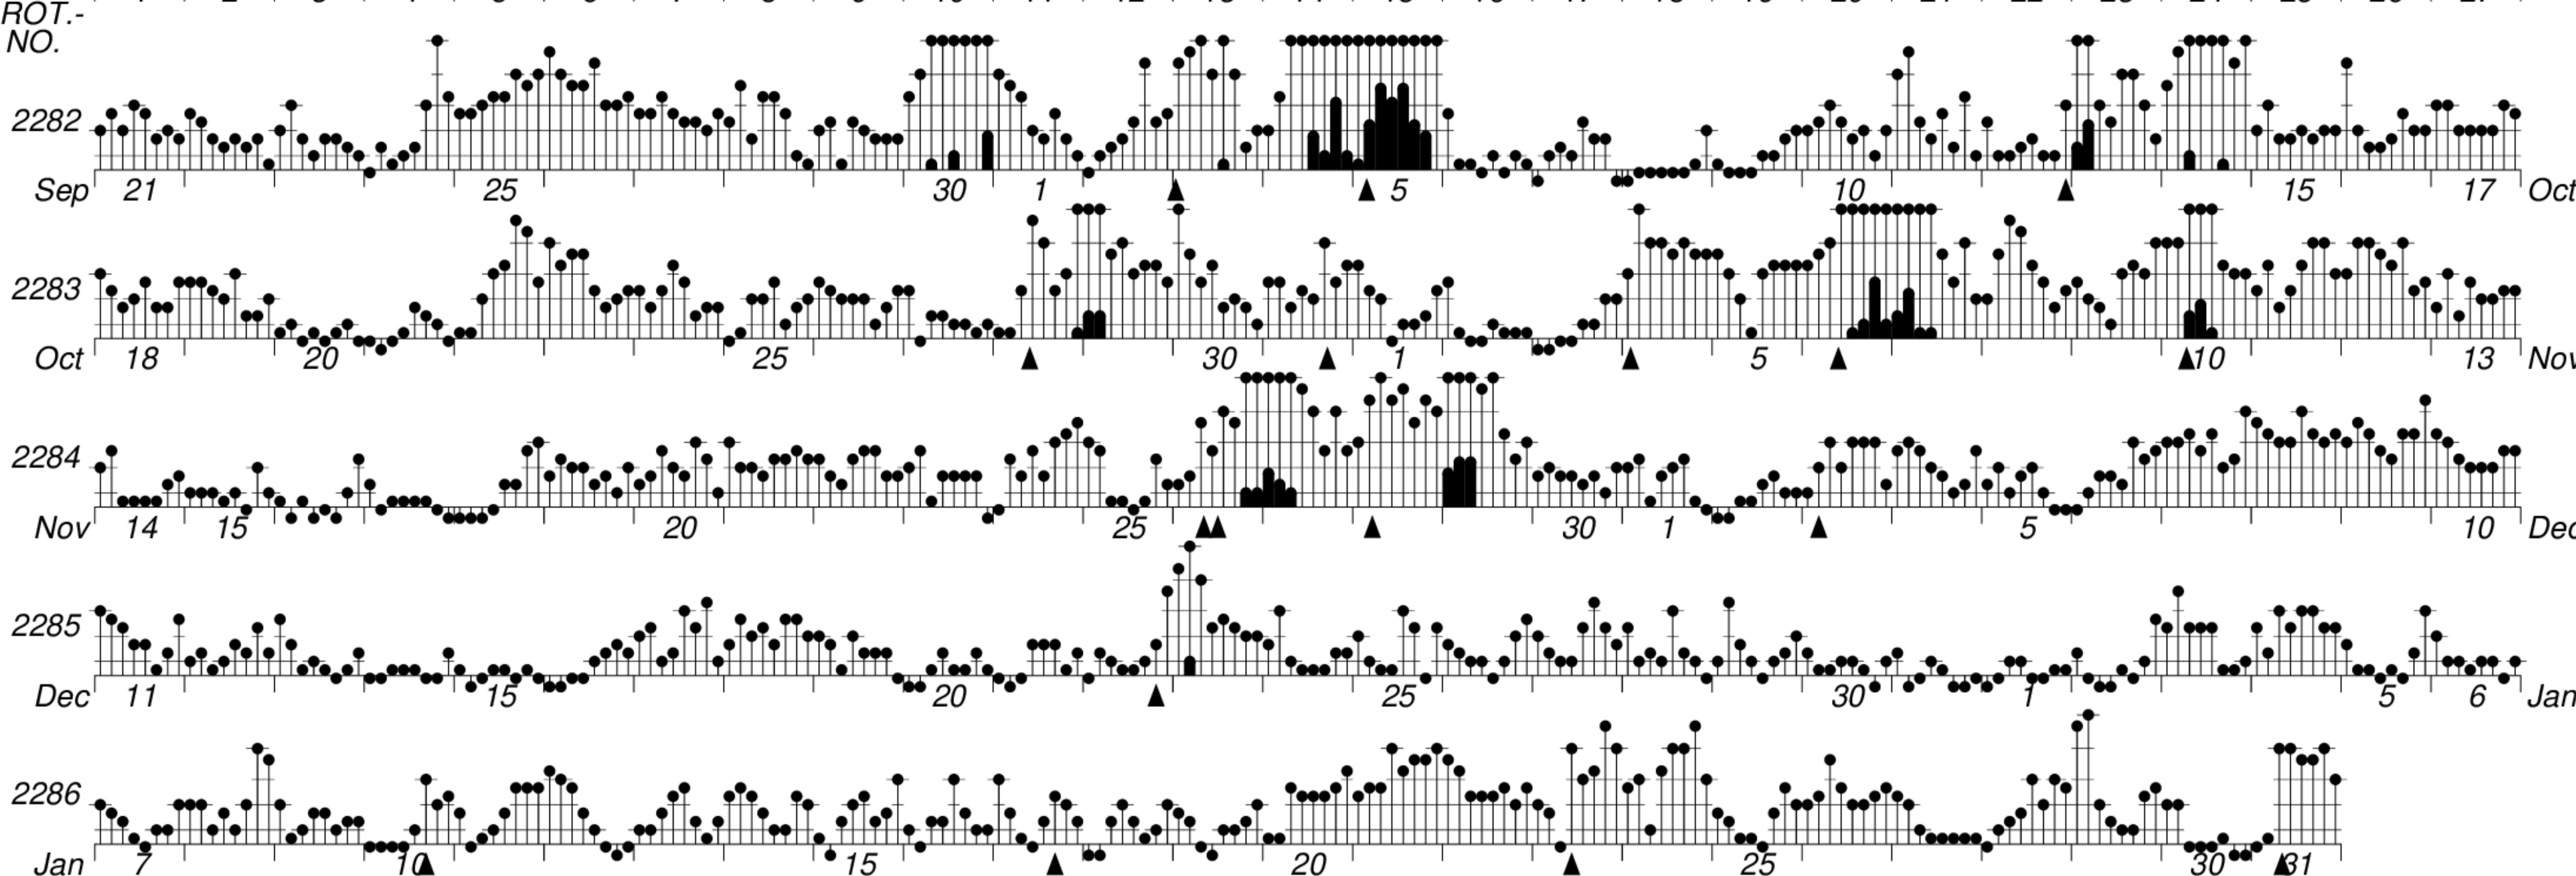 ROT.-
NO.
2282
Sep 21 25 30 1 5 10 15 17 Oct
2283
Oct 18 20 25 30 1 5 10 13 Nov
2284
Nov 14 15 20 25 30 1 5 10 Dec
2285
Dec 11 15 20 25 30 1 5 6 Jan
2286
Jan 7 10 15 20 25 30 31